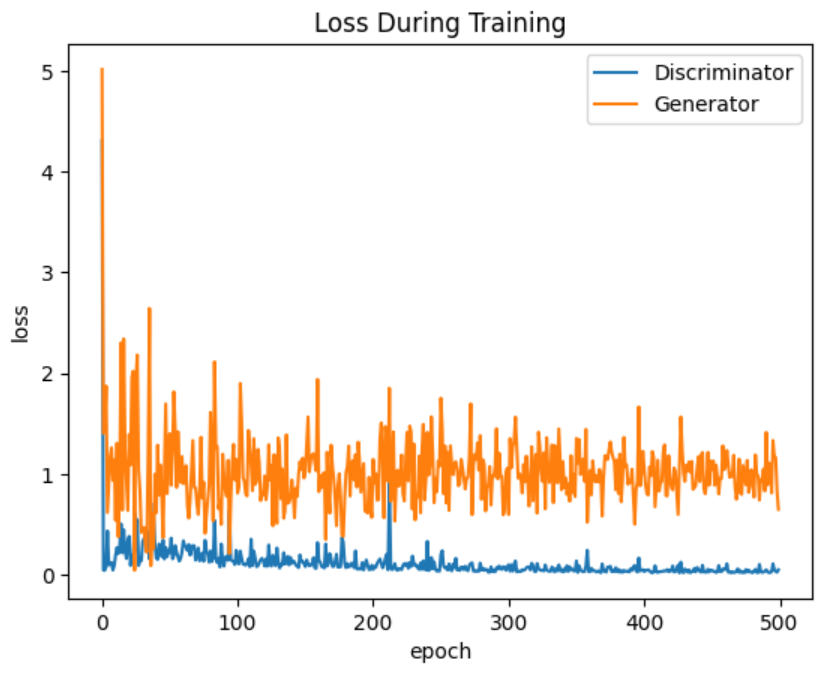 Loss During Training
Discriminator
Generator
5
4
3
2
1
0
loss
0 100 200 300 400 500
epoch